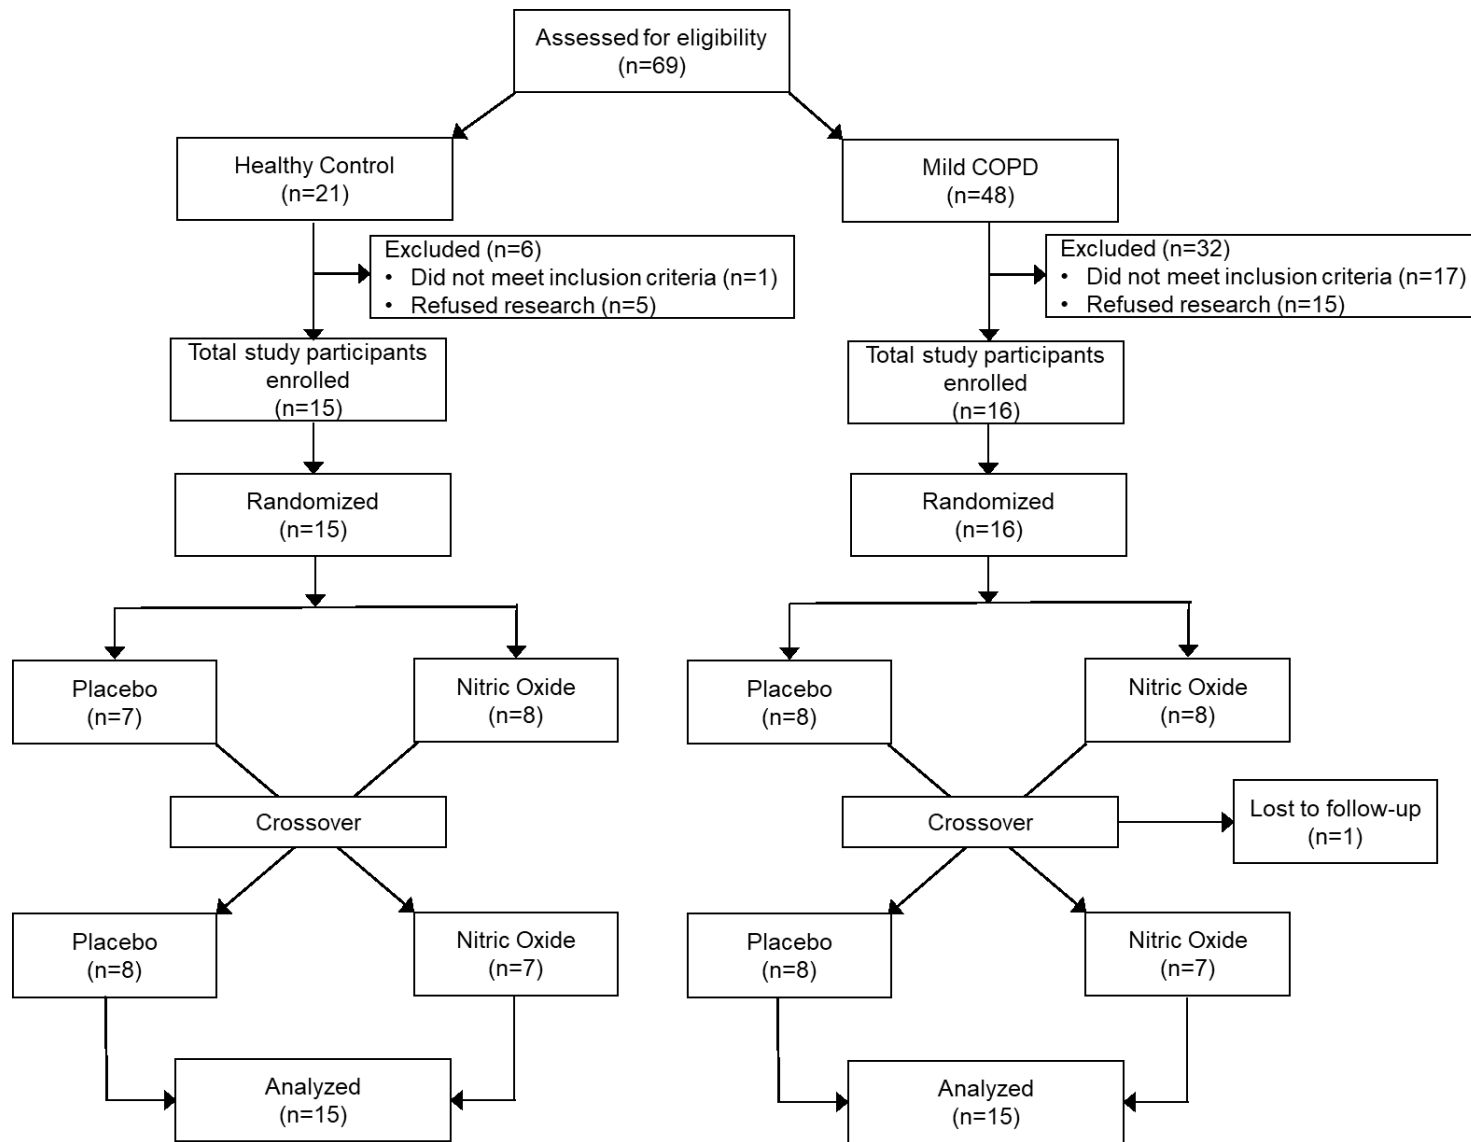 Assessed for eligibility
(n=69)
Healthy Control
(n=21)
Mild COPD
(n=48)
Excluded (n=6)
• Did not meet inclusion criteria (n=1)
• Refused research (n=5)
Excluded (n=32)
• Did not meet inclusion criteria (n=17)
• Refused research (n=15)
Total study participants
enrolled
(n=15)
Total study participants
enrolled
(n=16)
Randomized
(n=15)
Randomized
(n=16)
Placebo
(n=7)
Nitric Oxide
(n=8)
Placebo
(n=8)
Nitric Oxide
(n=8)
Crossover
Crossover
Lost to follow-up
(n=1)
Placebo
(n=8)
Nitric Oxide
(n=7)
Placebo
(n=8)
Nitric Oxide
(n=7)
Analyzed
(n=15)
Analyzed
(n=15)